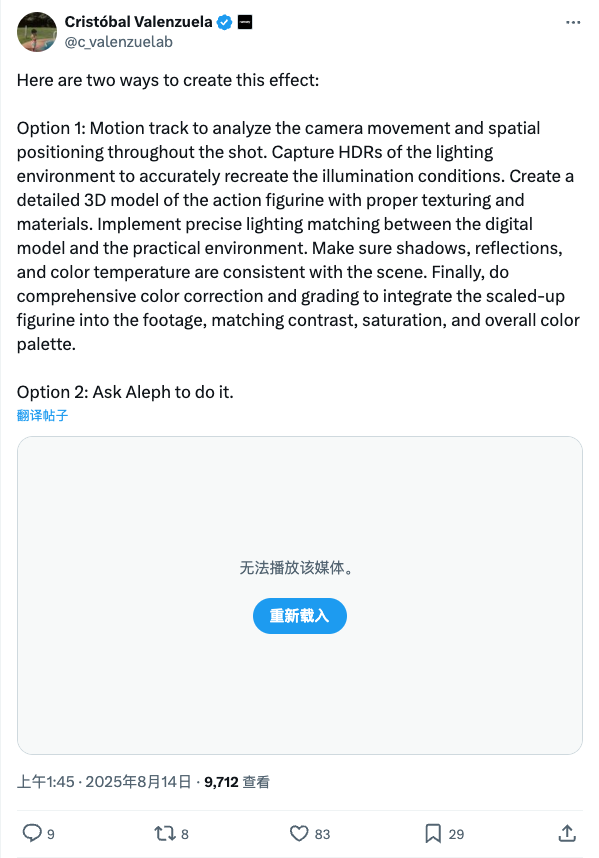 Cristóbal Valenzuela
@c_valenzuelab
Here are two ways to create this effect:
Option 1: Motion track to analyze the camera movement and spatial
positioning throughout the shot. Capture HDRs of the lighting
environment to accurately recreate the illumination conditions. Create a
detailed 3D model of the action figurine with proper texturing and
materials. Implement precise lighting matching between the digital
model and the practical environment. Make sure shadows, reflections,
and color temperature are consistent with the scene. Finally, do
comprehensive color correction and grading to integrate the scaled-up
figurine into the footage, matching contrast, saturation, and overall color
palette.
Option 2: Ask Aleph to do it.
翻译帖子
无法播放该媒体。
重新载入
上午1:45 · 2025年8月14日 · 9,712 查看
9 8 83 29